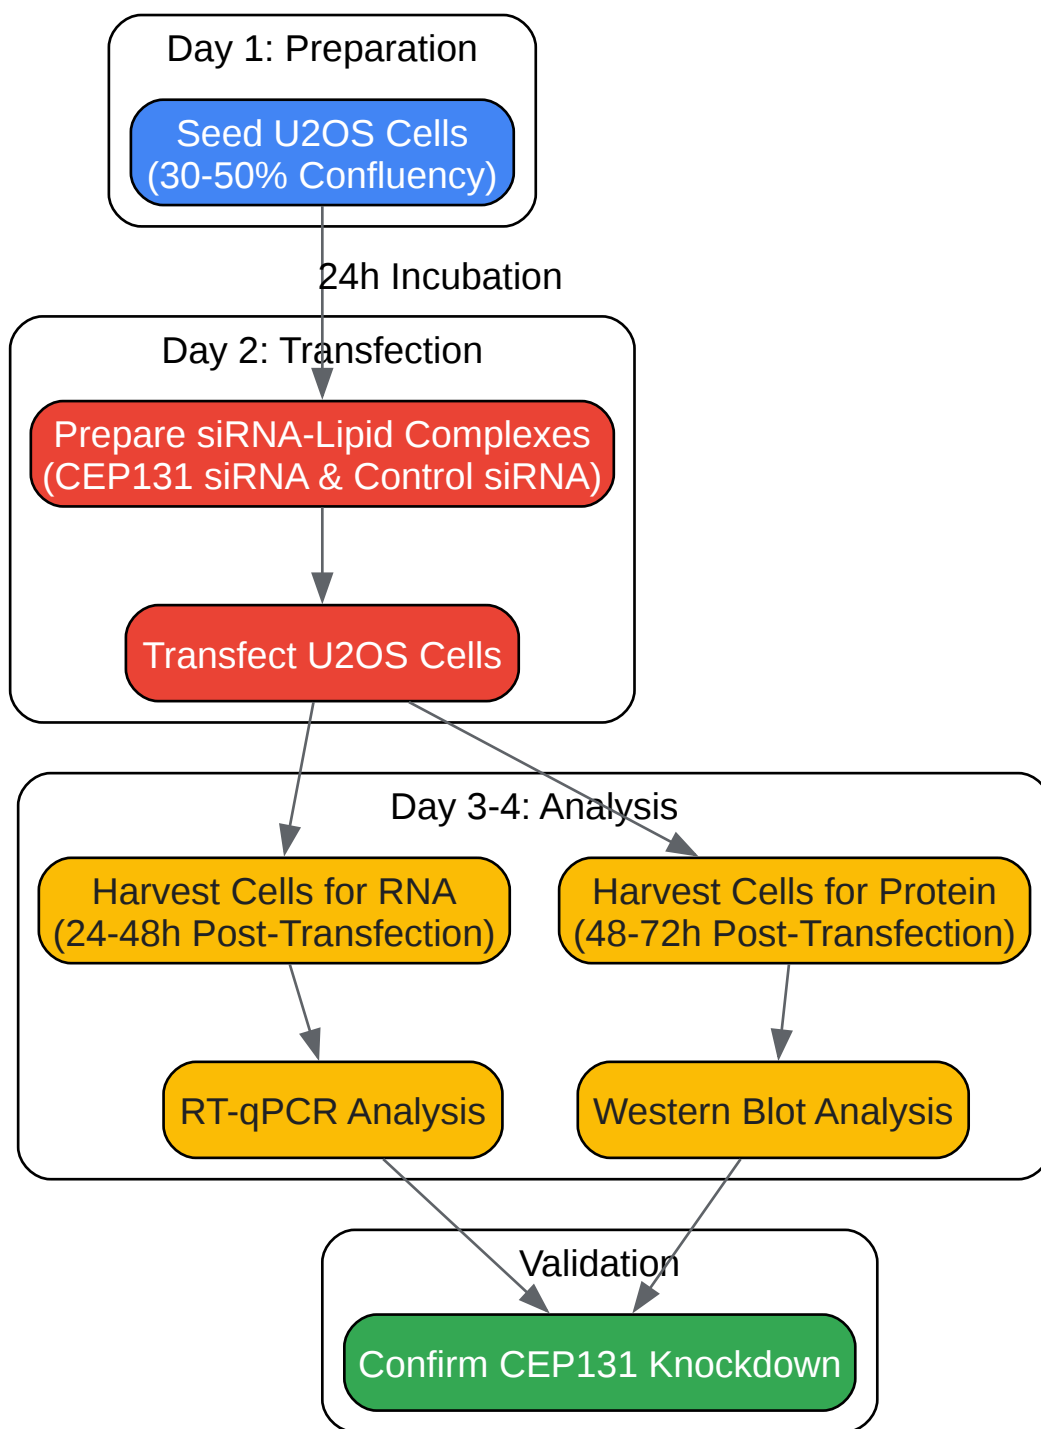 Day 1: Preparation
Seed U2OS Cells
(30-50% Confluency)
24h Incubation
Day 2: Transfection
Prepare siRNA-Lipid Complexes
(CEP131 siRNA & Control siRNA)
Transfect U2OS Cells
Day 3-4: Analysis
Harvest Cells for RNA
(24-48h Post-Transfection)
Harvest Cells for Protein
(48-72h Post-Transfection)
RT-qPCR Analysis
Western Blot Analysis
Validation
Confirm CEP131 Knockdown